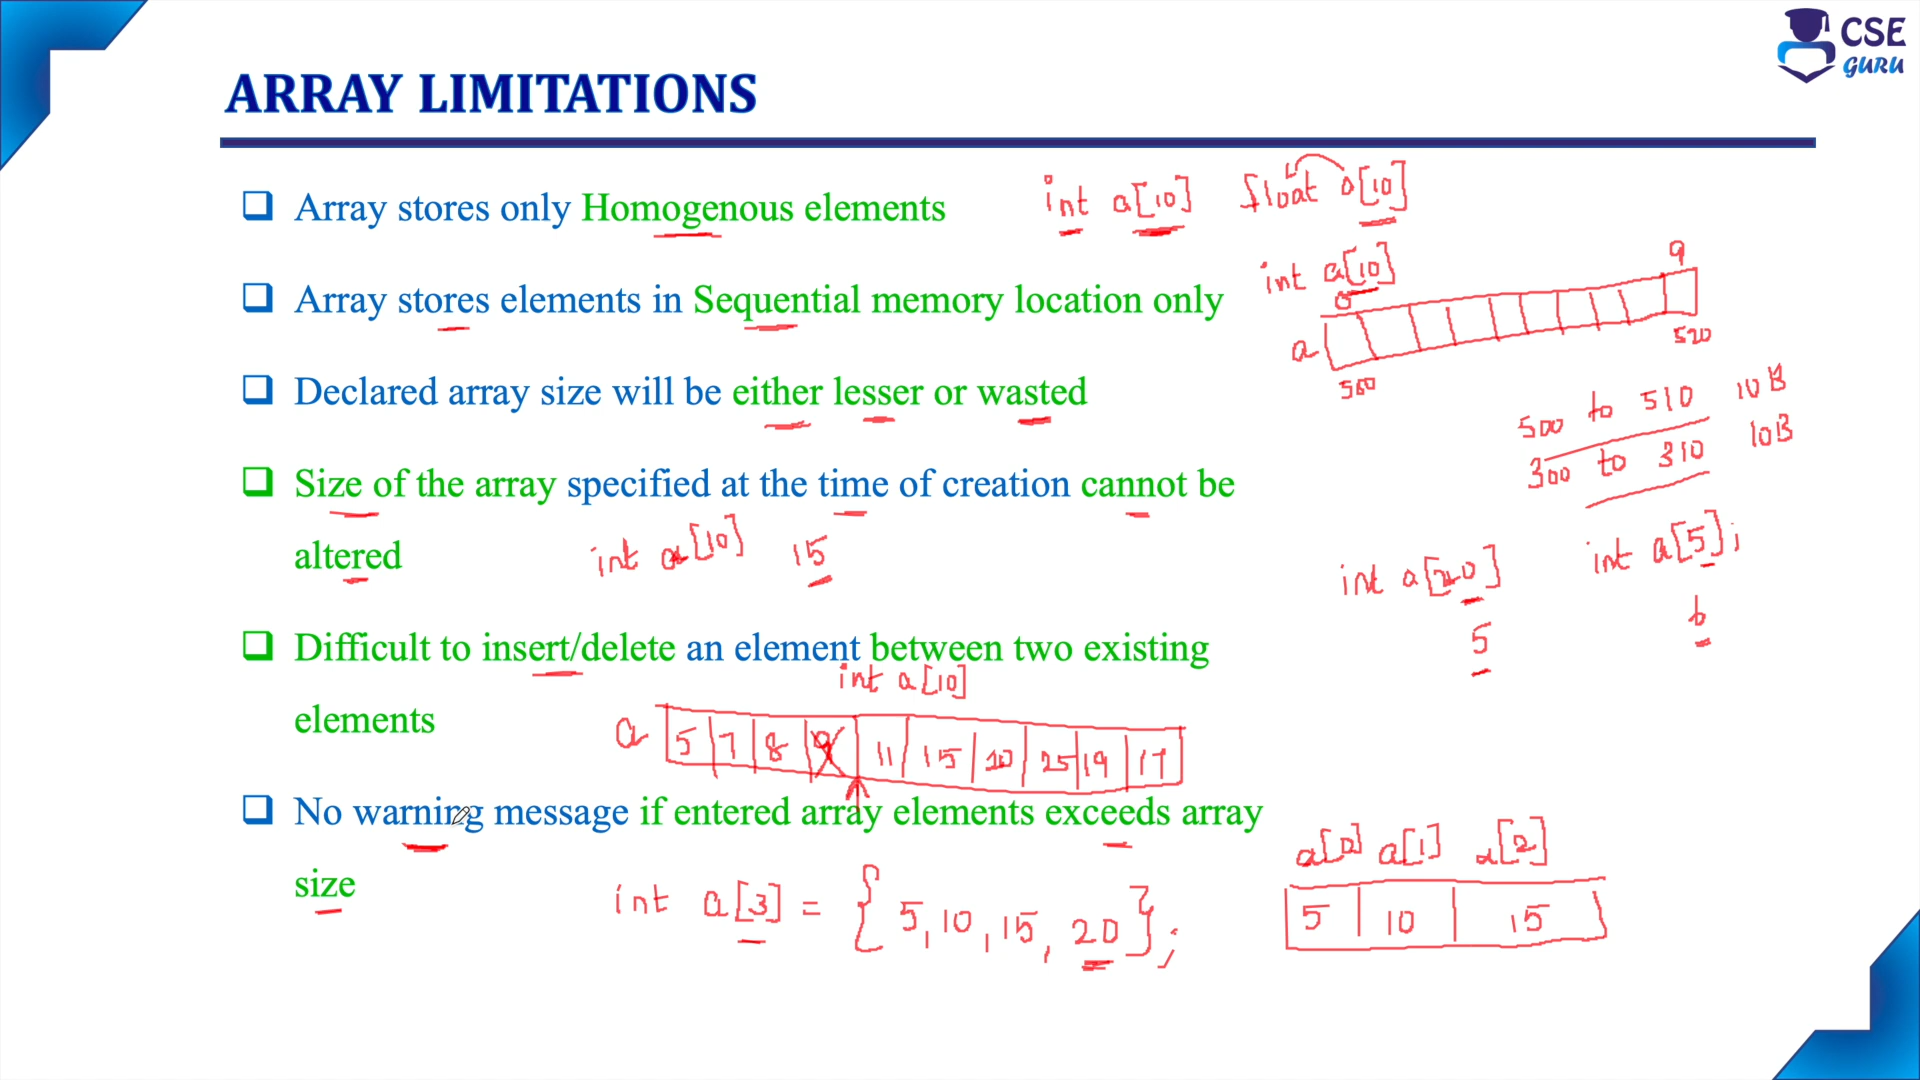 CSE
GURU
ARRAY LIMITATIONS
Array stores only Homogenous elements
int a[10] float a[10]
Array stores elements in Sequential memory location only
int a[10]
0 9
a
500 520
Declared array size will be either lesser or wasted
500 to 510 10B
300 to 310 10B
Size of the array specified at the time of creation cannot be
altered
int a[10] 15
int a[20] int a[5];
5 6
Difficult to insert/delete an element between two existing
elements
int a[10]
a 5 7 8 9 11 15 20 25 19 17
No warning message if entered array elements exceeds array
size
int a[3] = {5,10,15,20};
a[0] a[1] a[2]
5 10 15